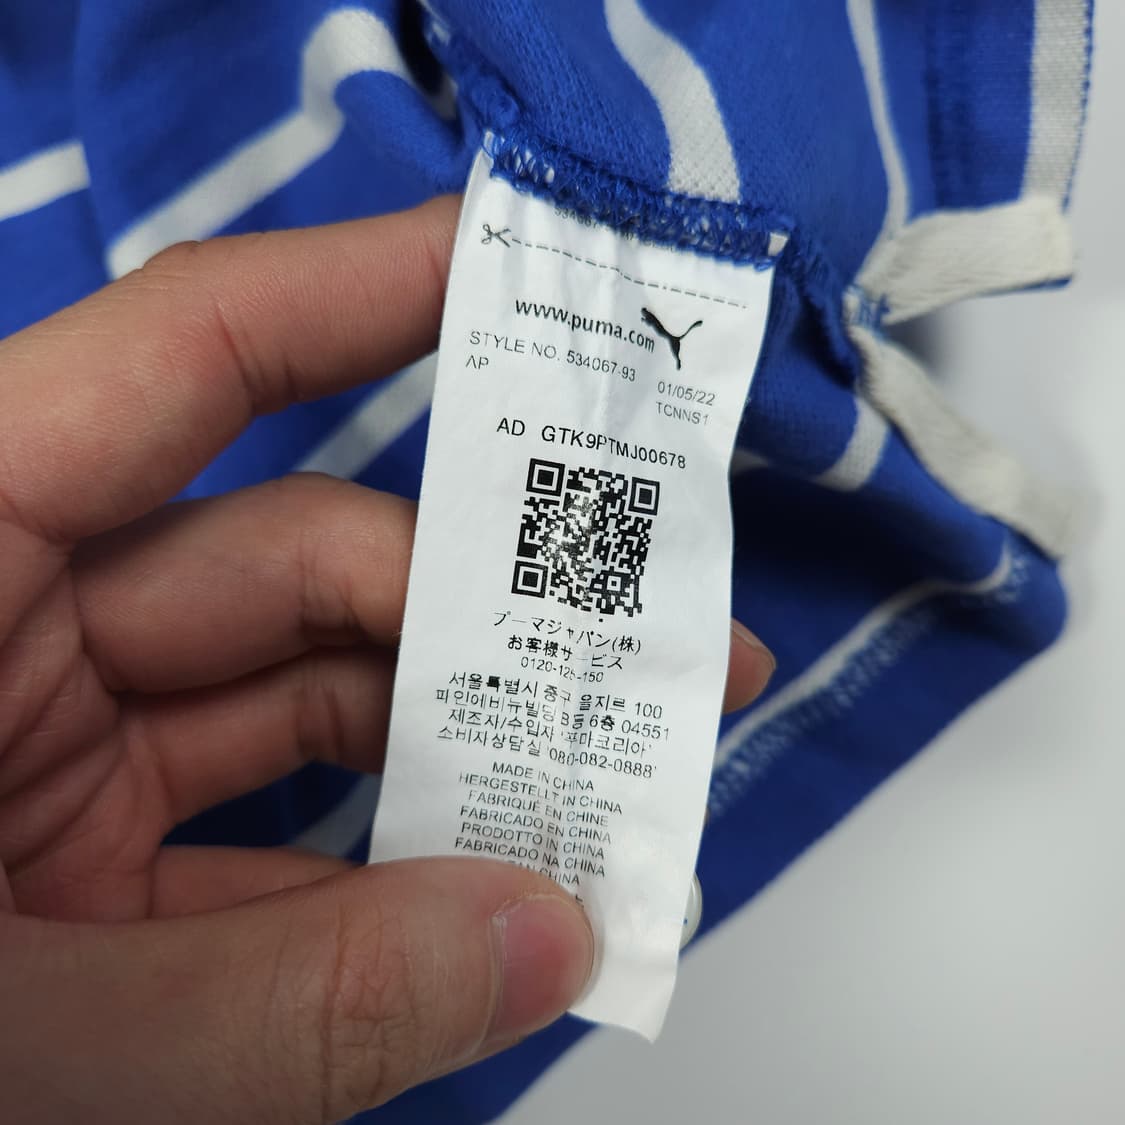 www.puma.com
STYLE NO. 534067-93
AP
01/05/22
TCNNS1
AD GTK9PTMJ00678
プーマジャパン(株)
お客様サービス
0120-125-150
서울특별시 중구 을지로 100
피인에비뉴빌딩 B동 6층 04551
제조자/수입자 '푸마코리아'
소비자상담실 '080-082-0888'
MADE IN CHINA
HERGESTELLT IN CHINA
FABRIQUÉ EN CHINE
FABRICADO EN CHINA
PRODOTTO IN CHINA
FABRICADO NA CHINA
CHINA